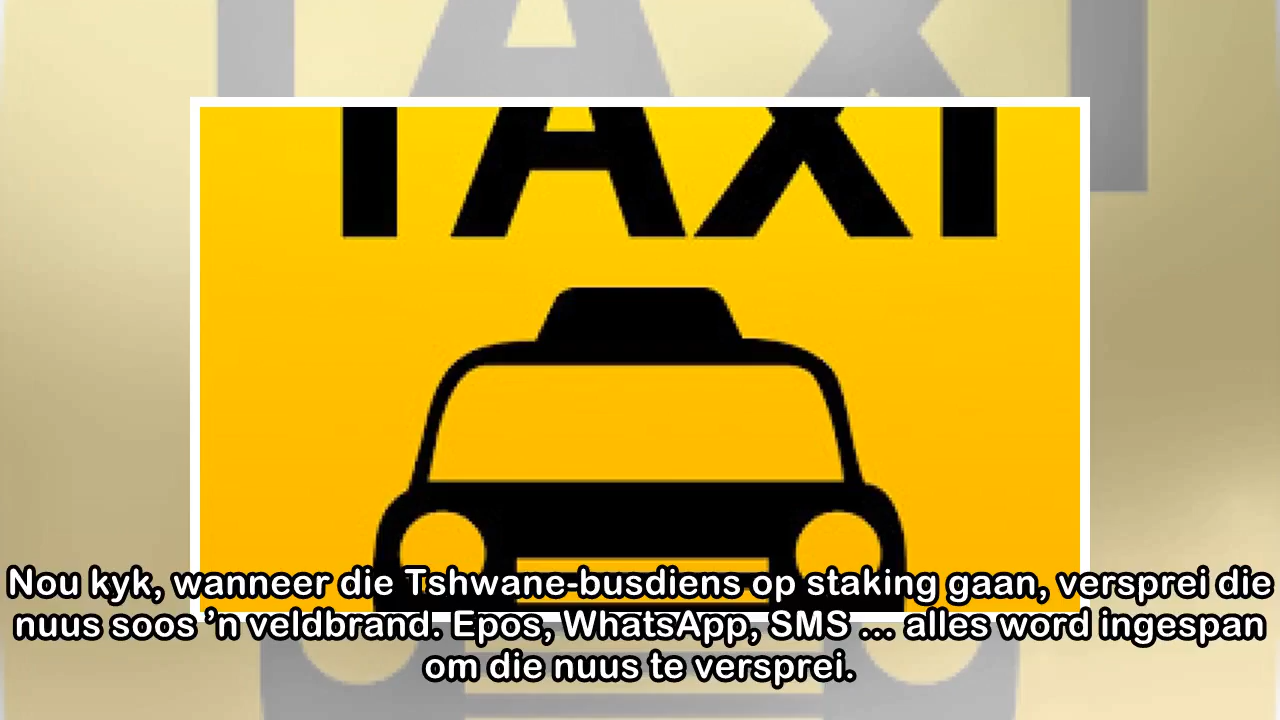 TAXI
Nou kyk, wanneer die Tshwane-busdiens op staking gaan, versprei die
nuus soos ’n veldbrand. Epos, WhatsApp, SMS ... alles word ingespan
om die nuus te versprei.